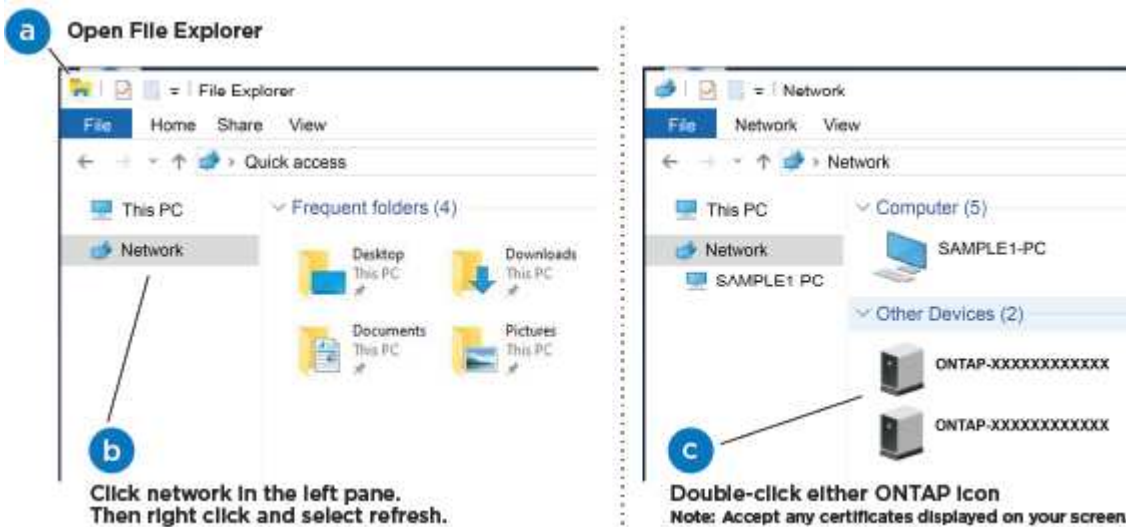 a
Open File Explorer
File Explorer
File Home Share View
Quick access
This PC
Network
Frequent folders (4)
Desktop
This PC
Downloads
This PC
Documents
This PC
Pictures
This PC
b
Click network in the left pane.
Then right click and select refresh.
Network
File Network View
Network
This PC
Network
SAMPLE1 PC
Computer (5)
SAMPLE1-PC
Other Devices (2)
ONTAP-XXXXXXXXXXXX
ONTAP-XXXXXXXXXXXX
c
Double-click either ONTAP icon
Note: Accept any certificates displayed on your screen